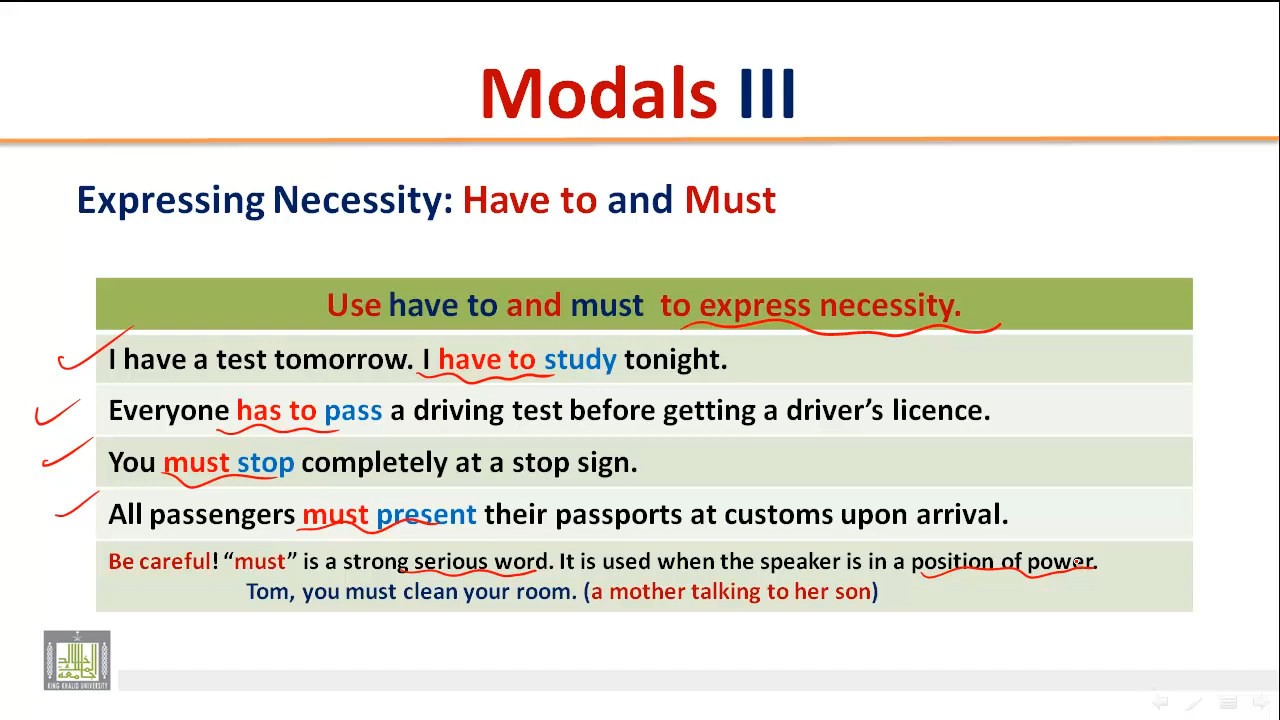 Modals III
Expressing Necessity: Have to and Must
Use have to and must to express necessity.
I have a test tomorrow. I have to study tonight.
Everyone has to pass a driving test before getting a driver’s licence.
You must stop completely at a stop sign.
All passengers must present their passports at customs upon arrival.
Be careful! “must” is a strong serious word. It is used when the speaker is in a position of power.
Tom, you must clean your room. (a mother talking to her son)
KING KHALID UNIVERSITY